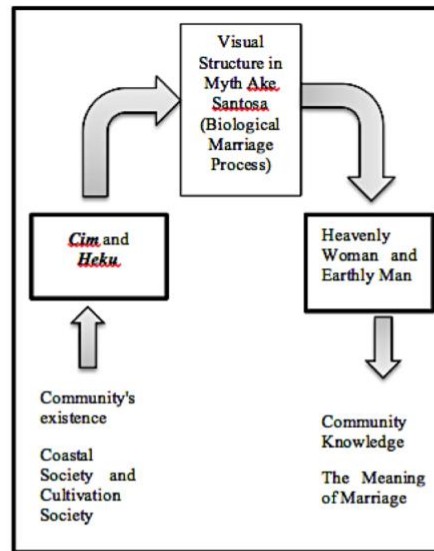 Visual
Structure in
Myth Ake
Santosa
(Biological
Marriage
Process)
Cim and
Heku
Heavenly
Woman and
Earthly Man
Community's
existence
Coastal
Society and
Cultivation
Society
Community
Knowledge
The Meaning
of Marriage